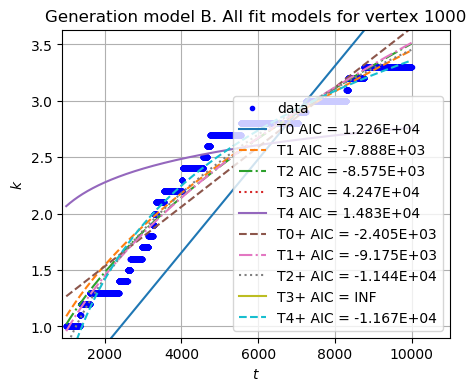 Generation model B. All fit models for vertex 1000
3.5
3.0
2.5
2.0
1.5
1.0
k
data
T0 AIC = 1.226E+04
T1 AIC = -7.888E+03
T2 AIC = -8.575E+03
T3 AIC = 4.247E+04
T4 AIC = 1.483E+04
T0+ AIC = -2.405E+03
T1+ AIC = -9.175E+03
T2+ AIC = -1.144E+04
T3+ AIC = INF
T4+ AIC = -1.167E+04
2000 4000 6000 8000 10000
t